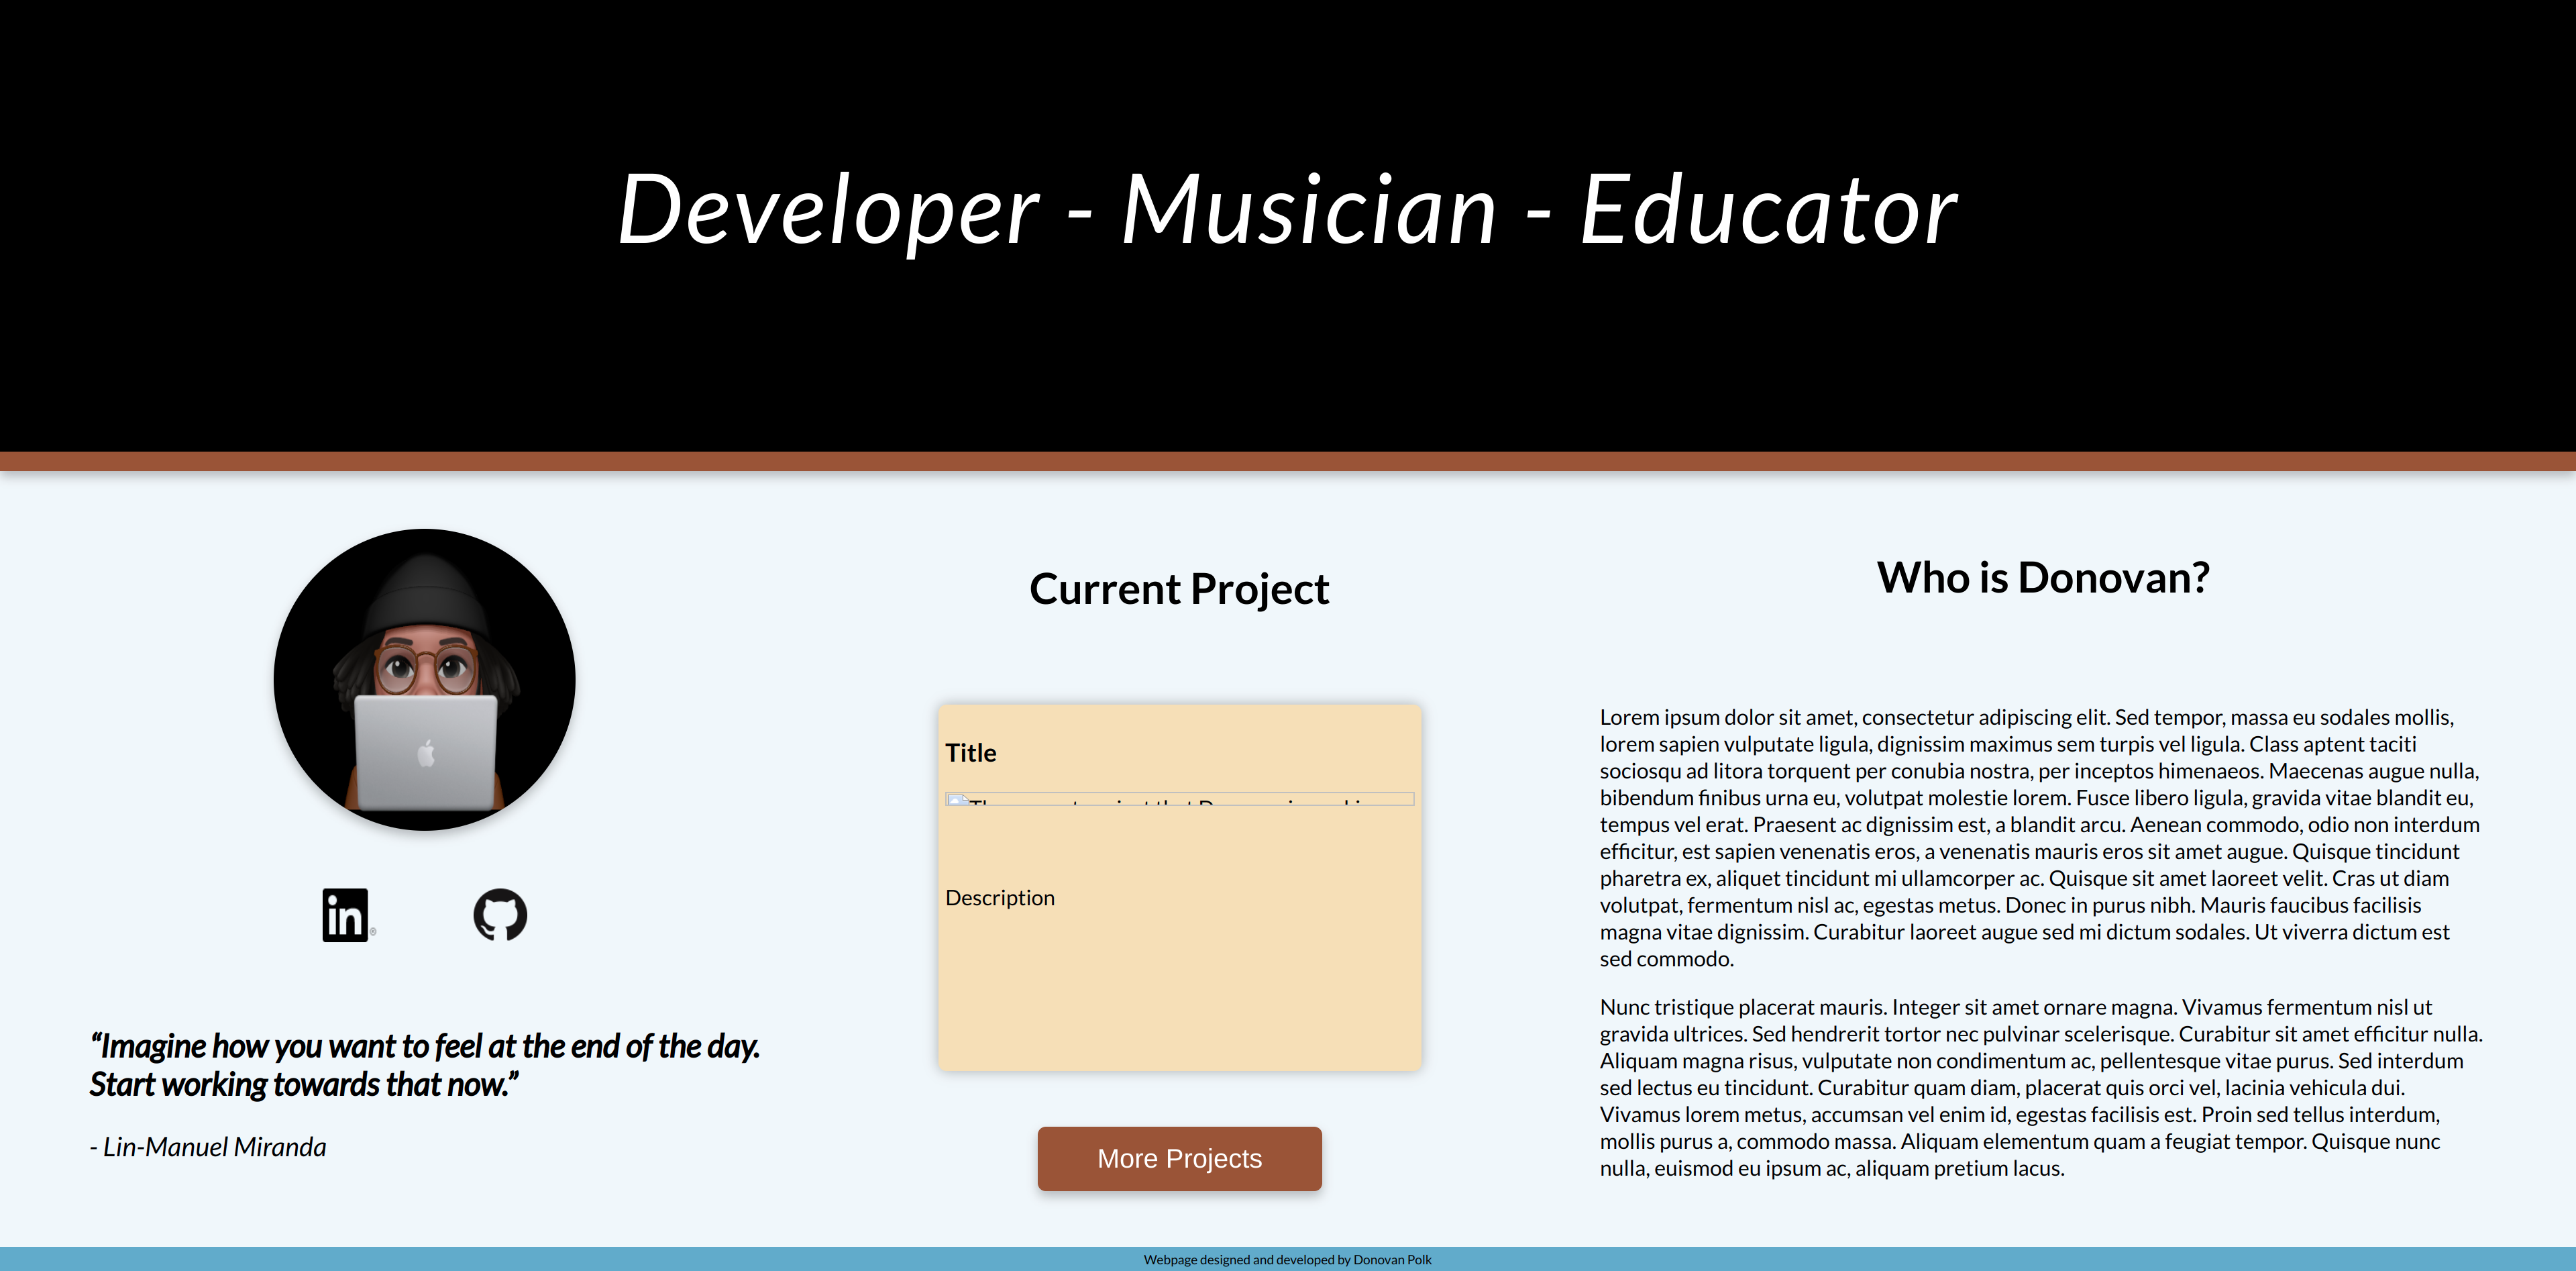 Developer - Musician - Educator
in
“Imagine how you want to feel at the end of the day.
Start working towards that now.”
- Lin-Manuel Miranda
Current Project
Title
Description
More Projects
Who is Donovan?
Lorem ipsum dolor sit amet, consectetur adipiscing elit. Sed tempor, massa eu sodales mollis,
lorem sapien vulputate ligula, dignissim maximus sem turpis vel ligula. Class aptent taciti
sociosqu ad litora torquent per conubia nostra, per inceptos himenaeos. Maecenas augue nulla,
bibendum finibus urna eu, volutpat molestie lorem. Fusce libero ligula, gravida vitae blandit eu,
tempus vel erat. Praesent ac dignissim est, a blandit arcu. Aenean commodo, odio non interdum
efficitur, est sapien venenatis eros, a venenatis mauris eros sit amet augue. Quisque tincidunt
pharetra ex, aliquet tincidunt mi ullamcorper ac. Quisque sit amet laoreet velit. Cras ut diam
volutpat, fermentum nisl ac, egestas metus. Donec in purus nibh. Mauris faucibus facilisis
magna vitae dignissim. Curabitur laoreet augue sed mi dictum sodales. Ut viverra dictum est
sed commodo.
Nunc tristique placerat mauris. Integer sit amet ornare magna. Vivamus fermentum nisl ut
gravida ultrices. Sed hendrerit tortor nec pulvinar scelerisque. Curabitur sit amet efficitur nulla.
Aliquam magna risus, vulputate non condimentum ac, pellentesque vitae purus. Sed interdum
sed lectus eu tincidunt. Curabitur quam diam, placerat quis orci vel, lacinia vehicula dui.
Vivamus lorem metus, accumsan vel enim id, egestas facilisis est. Proin sed tellus interdum,
mollis purus a, commodo massa. Aliquam elementum quam a feugiat tempor. Quisque nunc
nulla, euismod eu ipsum ac, aliquam pretium lacus.
Webpage designed and developed by Donovan Polk